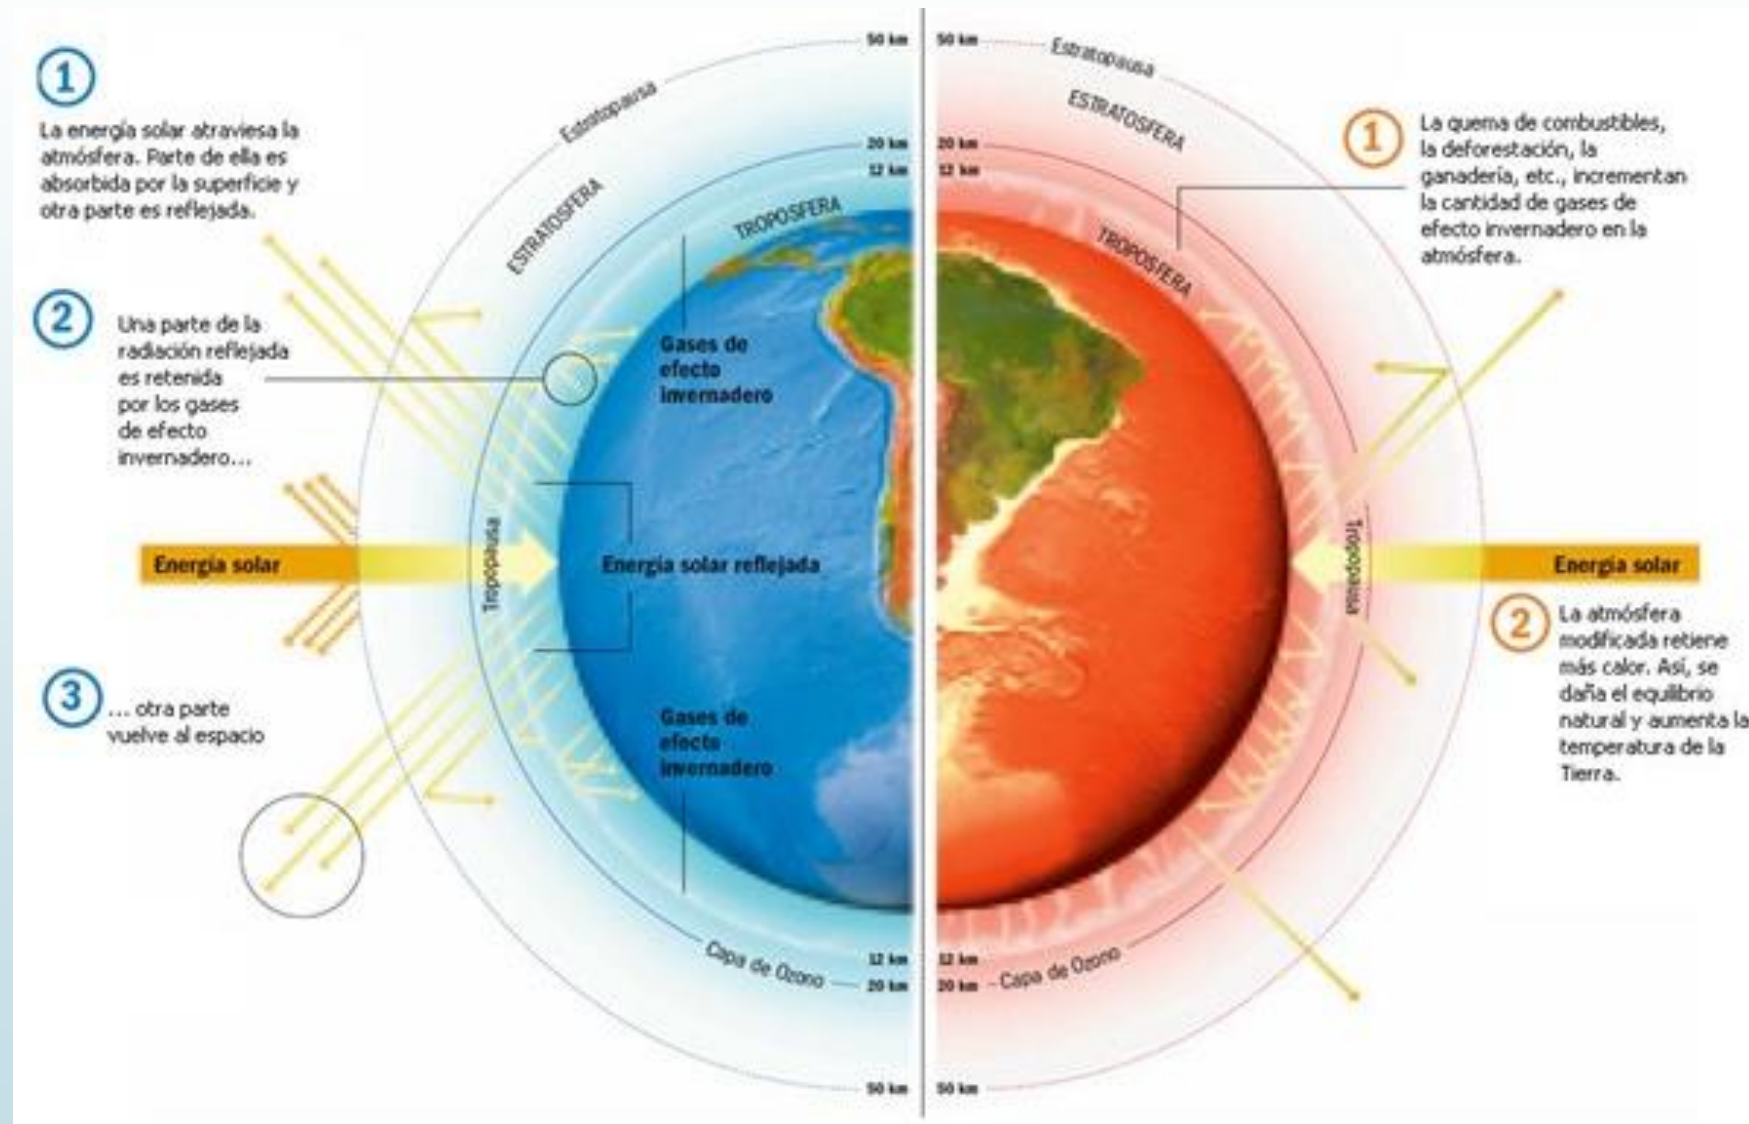 1
La energía solar atraviesa la
atmósfera. Parte de ella es
absorbida por la superficie y
otra parte es reflejada.
2
Una parte de la
radiación reflejada
es retenida
por los gases
de efecto
invernadero...
Energía solar
3
... otra parte
vuelve al espacio
50 km
Estratopausa
ESTRATOSFERA
20 km
12 km
TROPOSFERA
Gases de
efecto
invernadero
Tropopausa
Energía solar reflejada
Gases de
efecto
invernadero
Capa de Ozono
12 km
20 km
50 km
50 km
Estratopausa
ESTRATOSFERA
20 km
12 km
TROPOSFERA
1
La quema de combustibles,
la deforestación, la
ganadería, etc., incrementan
la cantidad de gases de
efecto invernadero en la
atmósfera.
Tropopausa
Energía solar
2
La atmósfera
modificada retiene
más calor. Así, se
daña el equilibrio
natural y aumenta la
temperatura de la
Tierra.
12 km
20 km
Capa de Ozono
50 km